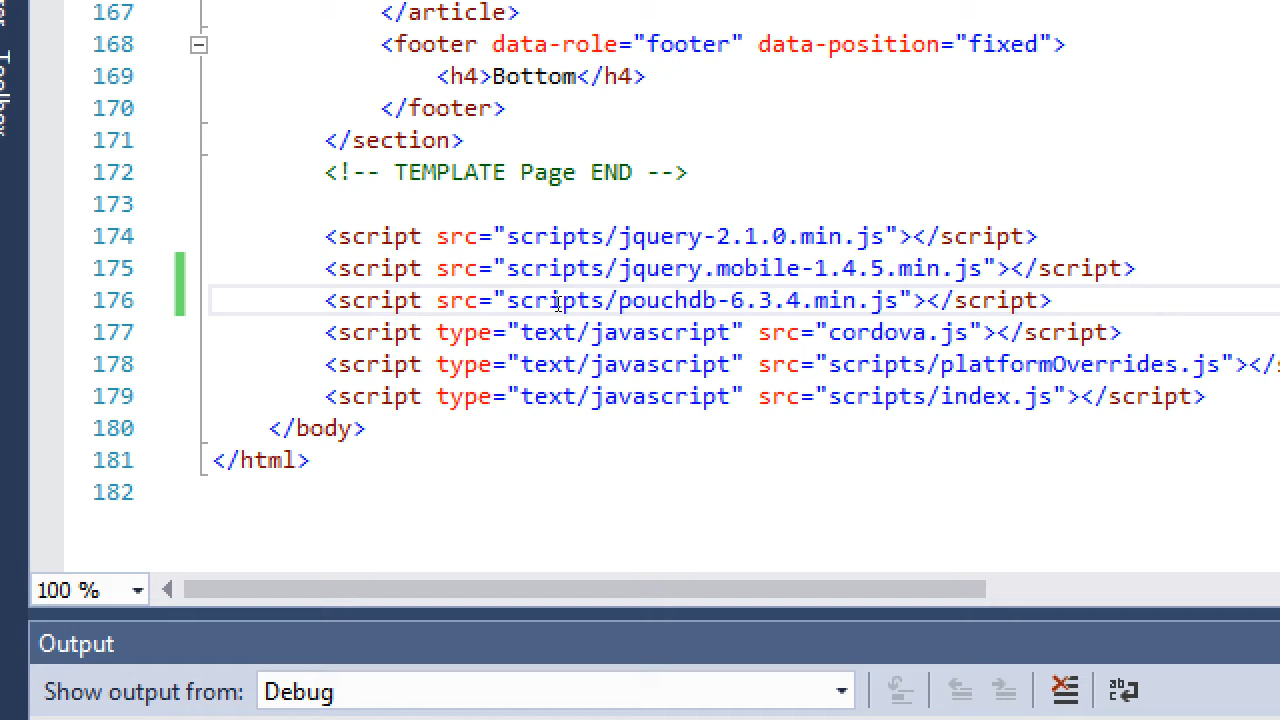 Toolbox
167 </article>
168 <footer data-role="footer" data-position="fixed">
169 <h4>Bottom</h4>
170 </footer>
171 </section>
172 <!-- TEMPLATE Page END -->
173
174 <script src="scripts/jquery-2.1.0.min.js"></script>
175 <script src="scripts/jquery.mobile-1.4.5.min.js"></script>
176 <script src="scripts/pouchdb-6.3.4.min.js"></script>
177 <script type="text/javascript" src="cordova.js"></script>
178 <script type="text/javascript" src="scripts/platformOverrides.js"></s
179 <script type="text/javascript" src="scripts/index.js"></script>
180 </body>
181 </html>
182
100 %
Output
Show output from: Debug